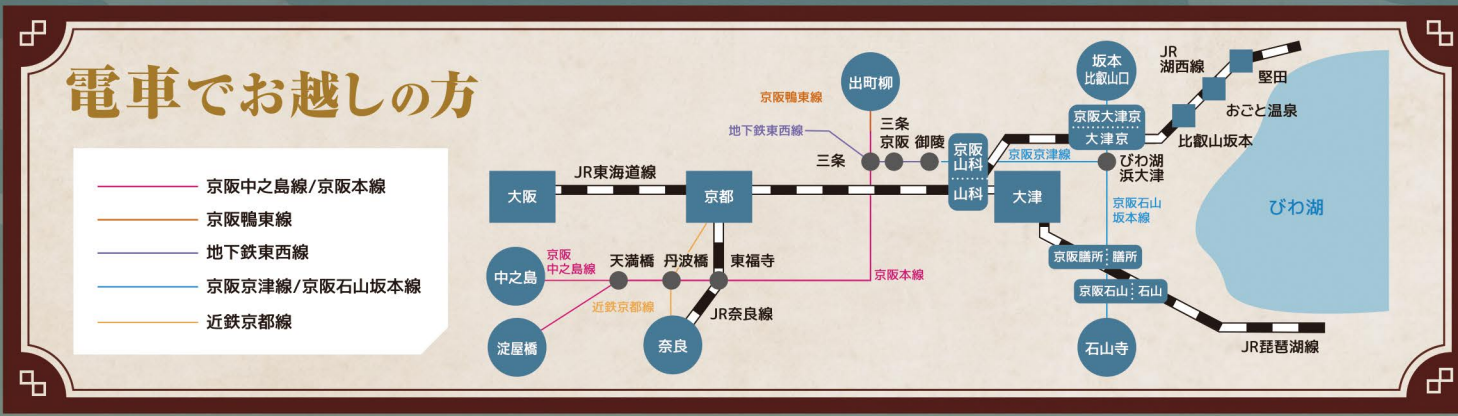 電車でお越しの方
京阪中之島線/京阪本線
京阪鴨東線
地下鉄東西線
京阪京津線/京阪石山坂本線
近鉄京都線
出町柳
京阪鴨東線
地下鉄東西線
三条
三条
京阪
御陵
京阪
山科
山科
京阪京津線
坂本
比叡山口
京阪大津京
大津京
JR
湖西線
堅田
おごと温泉
比叡山坂本
びわ湖
浜大津
大阪
JR東海道線
京都
大津
京阪石山
坂本線
びわ湖
中之島
京阪
中之島線
天満橋
丹波橋
東福寺
京阪本線
近鉄京都線
JR奈良線
淀屋橋
奈良
京阪膳所
膳所
京阪石山
石山
石山寺
JR琵琶湖線